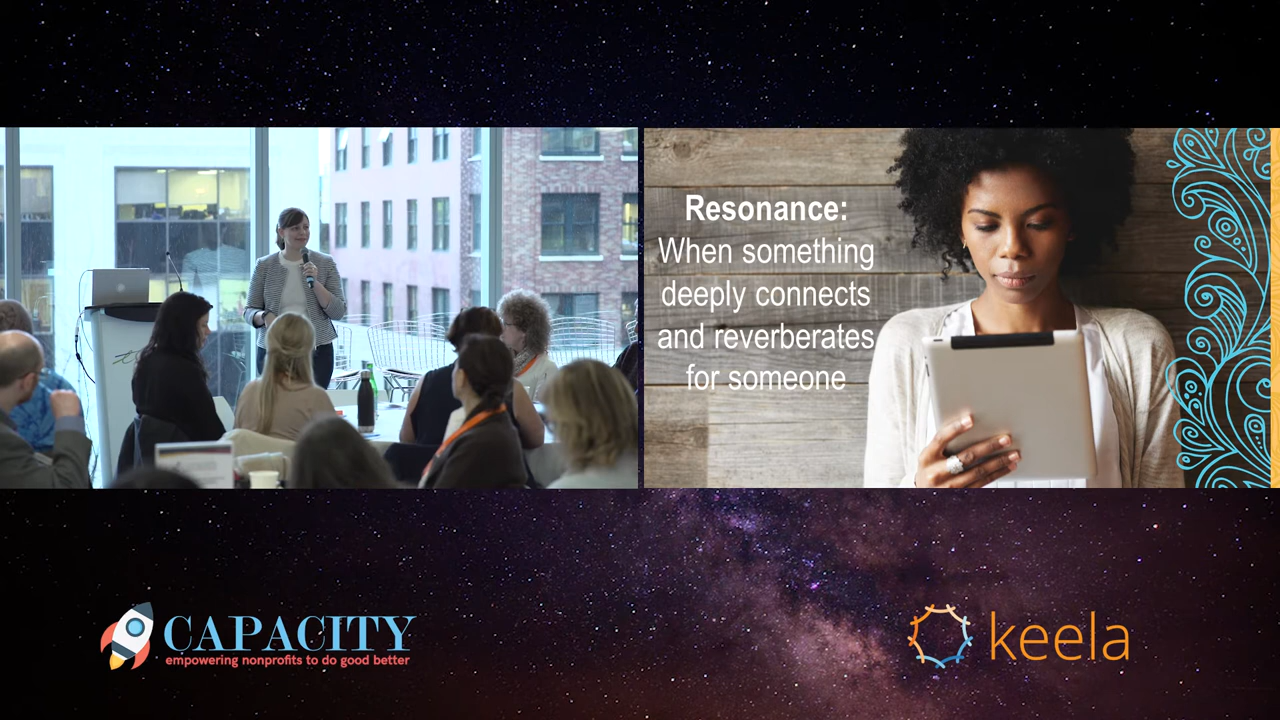 Resonance:
When something
deeply connects
and reverberates
for someone
CAPACITY
empowering nonprofits to do good better
keela